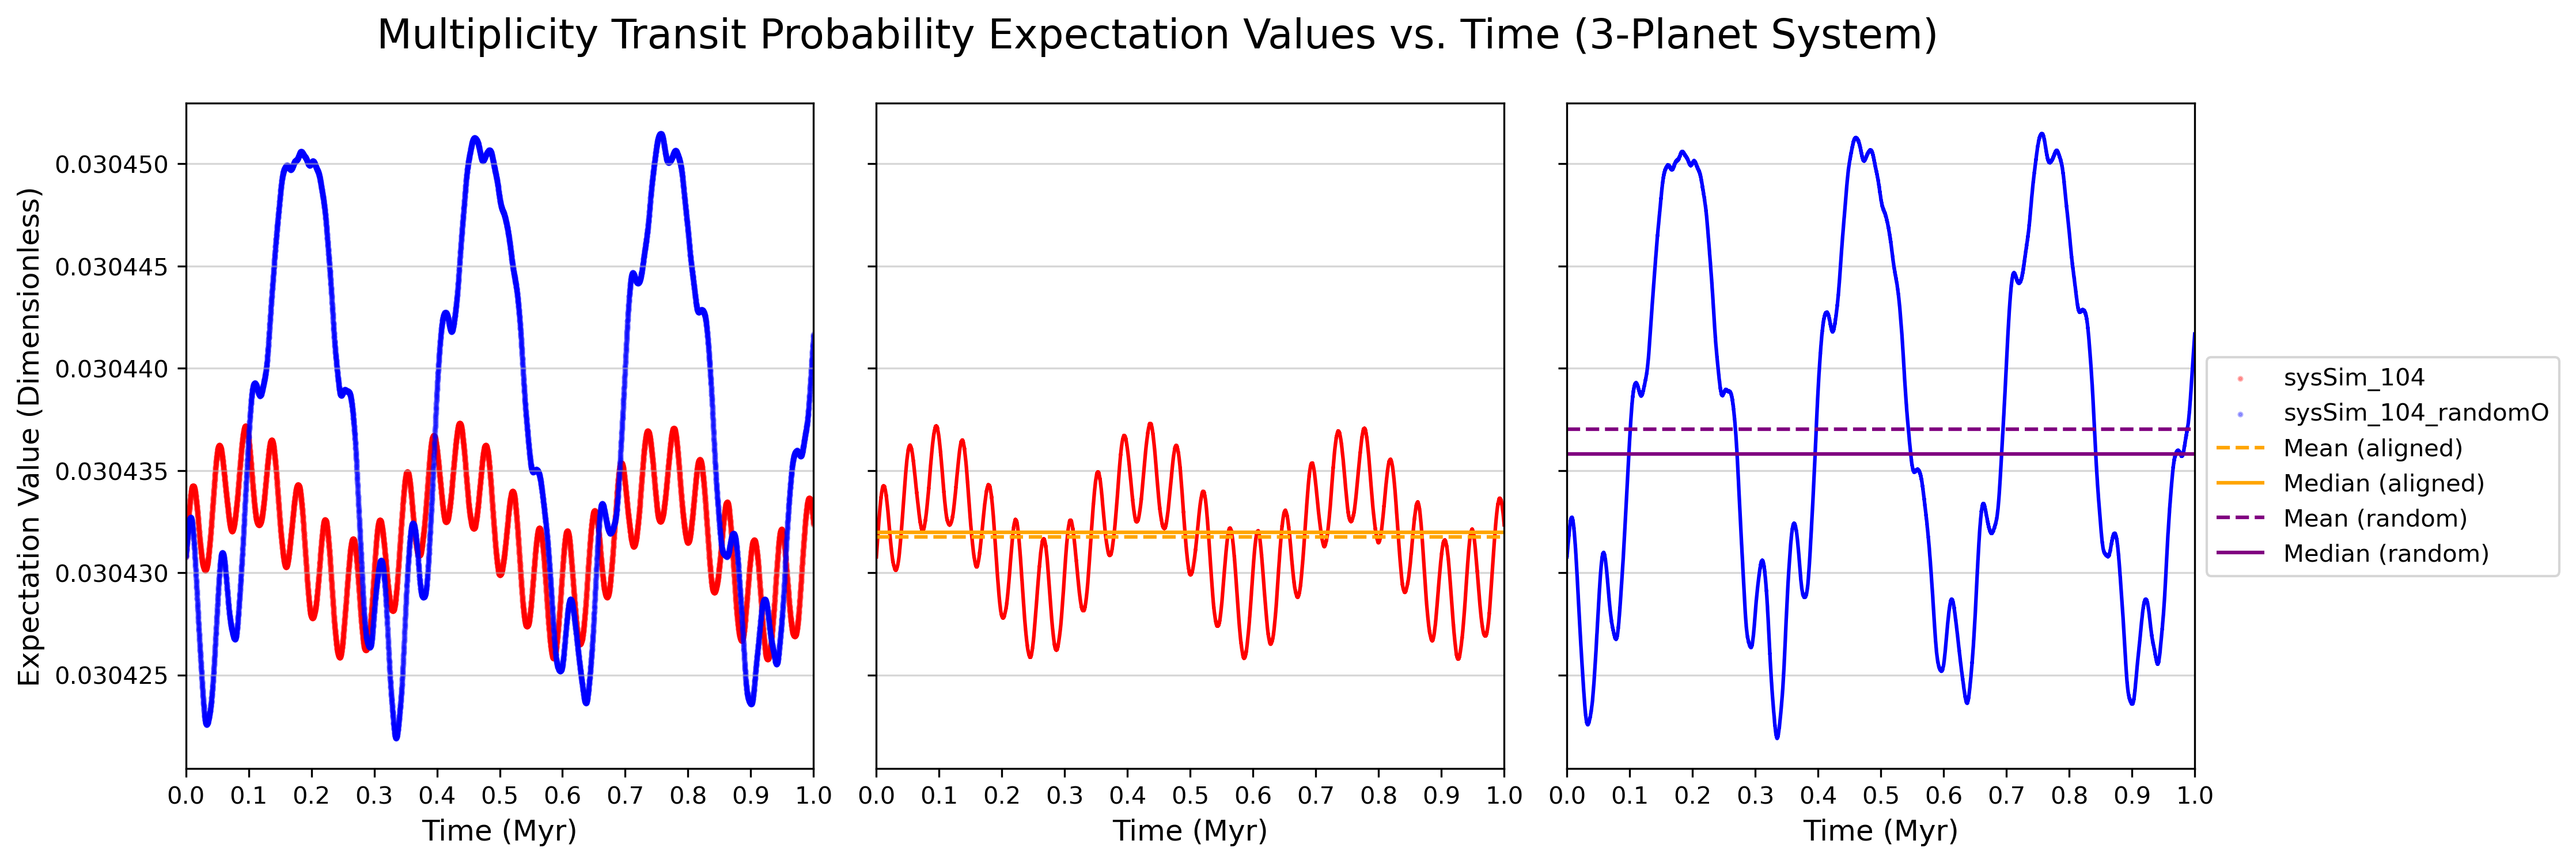 Multiplicity Transit Probability Expectation Values vs. Time (3-Planet System)
Expectation Value (Dimensionless)
0.030450
0.030445
0.030440
0.030435
0.030430
0.030425
0.0 0.1 0.2 0.3 0.4 0.5 0.6 0.7 0.8 0.9 1.0
Time (Myr)
0.0 0.1 0.2 0.3 0.4 0.5 0.6 0.7 0.8 0.9 1.0
Time (Myr)
0.0 0.1 0.2 0.3 0.4 0.5 0.6 0.7 0.8 0.9 1.0
Time (Myr)
sysSim_104
sysSim_104_randomO
Mean (aligned)
Median (aligned)
Mean (random)
Median (random)